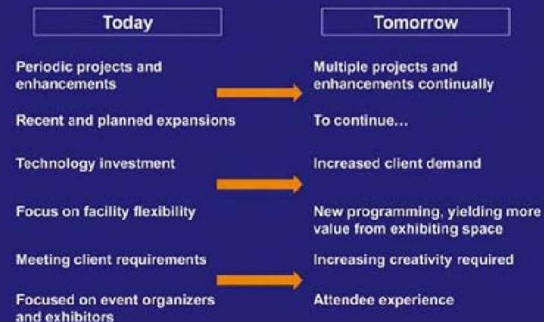 Today
Tomorrow
Periodic projects and
enhancements
Multiple projects and
enhancements continually
Recent and planned expansions
To continue...
Technology investment
Increased client demand
Focus on facility flexibility
New programming, yielding more
value from exhibiting space
Meeting client requirements
Increasing creativity required
Focused on event organizers
and exhibitors
Attendee experience